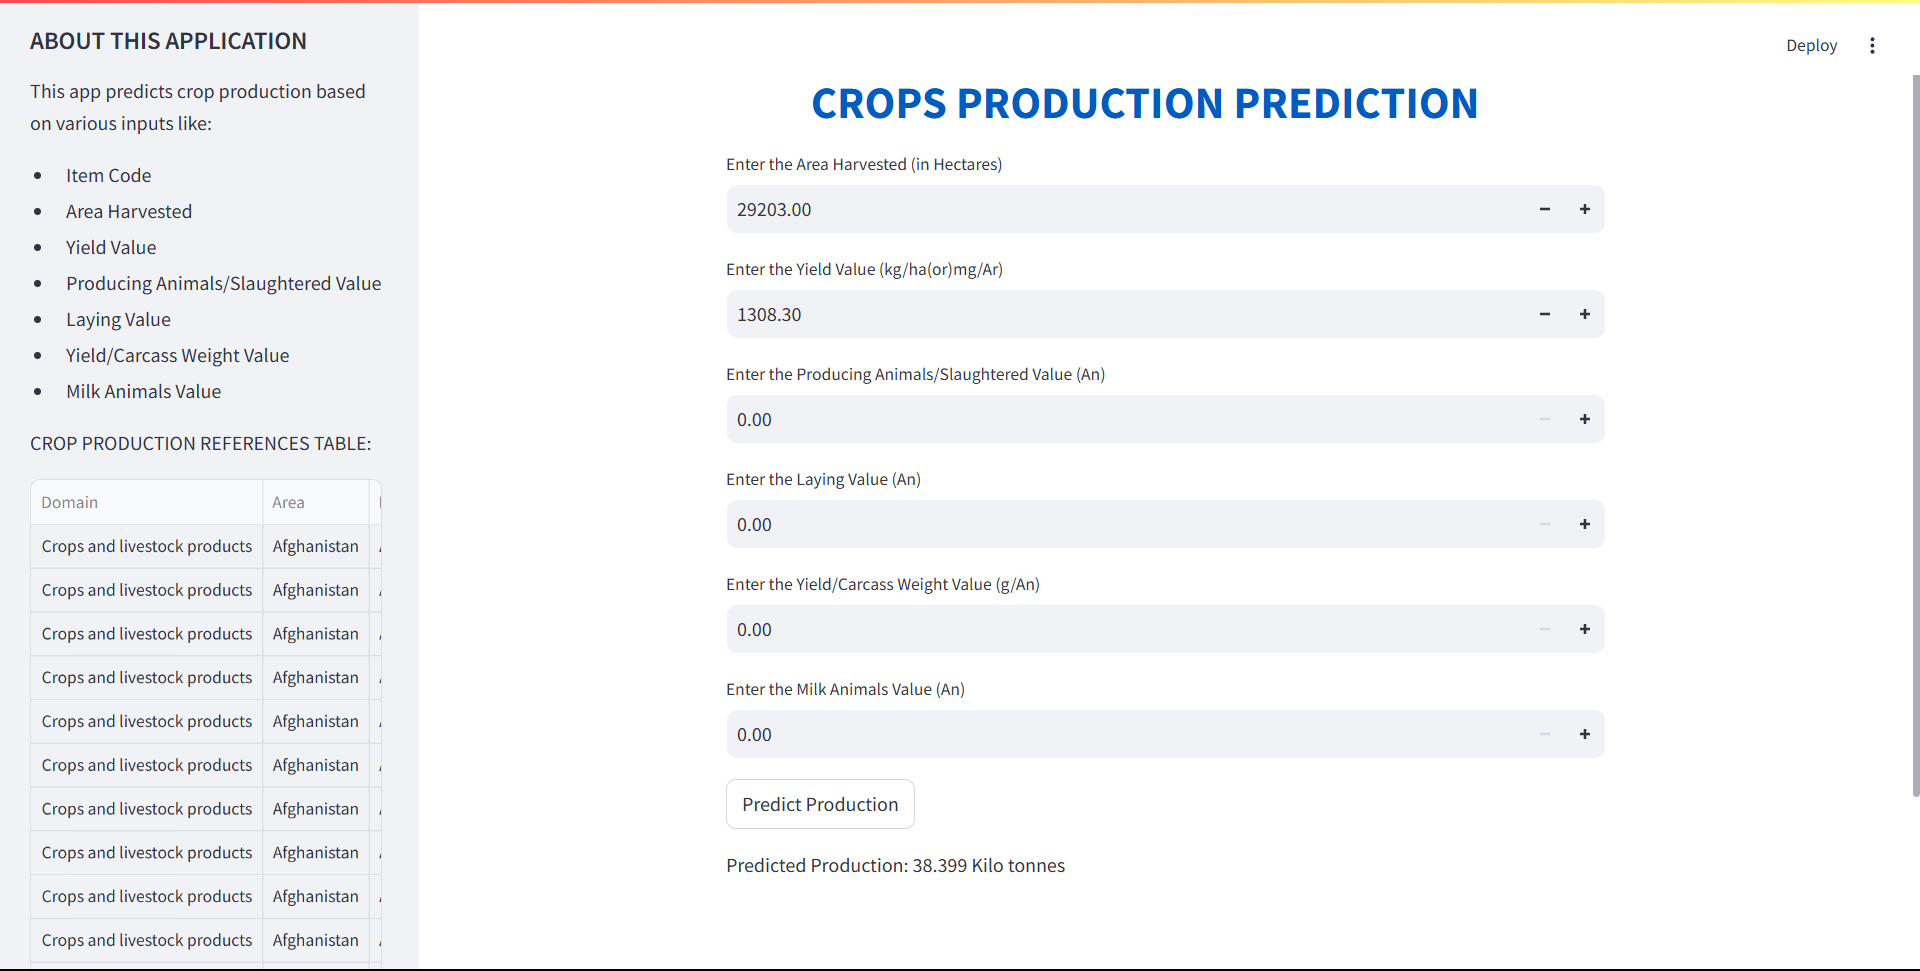 ABOUT THIS APPLICATION
This app predicts crop production based
on various inputs like:
Item Code
Area Harvested
Yield Value
Producing Animals/Slaughtered Value
Laying Value
Yield/Carcass Weight Value
Milk Animals Value
CROP PRODUCTION REFERENCES TABLE:
Domain Area
Crops and livestock products Afghanistan
Crops and livestock products Afghanistan
Crops and livestock products Afghanistan
Crops and livestock products Afghanistan
Crops and livestock products Afghanistan
Crops and livestock products Afghanistan
Crops and livestock products Afghanistan
Crops and livestock products Afghanistan
Crops and livestock products Afghanistan
Crops and livestock products Afghanistan
Deploy
CROPS PRODUCTION PREDICTION
Enter the Area Harvested (in Hectares)
29203.00
Enter the Yield Value (kg/ha(or)mg/Ar)
1308.30
Enter the Producing Animals/Slaughtered Value (An)
0.00
Enter the Laying Value (An)
0.00
Enter the Yield/Carcass Weight Value (g/An)
0.00
Enter the Milk Animals Value (An)
0.00
Predict Production
Predicted Production: 38.399 Kilo tonnes